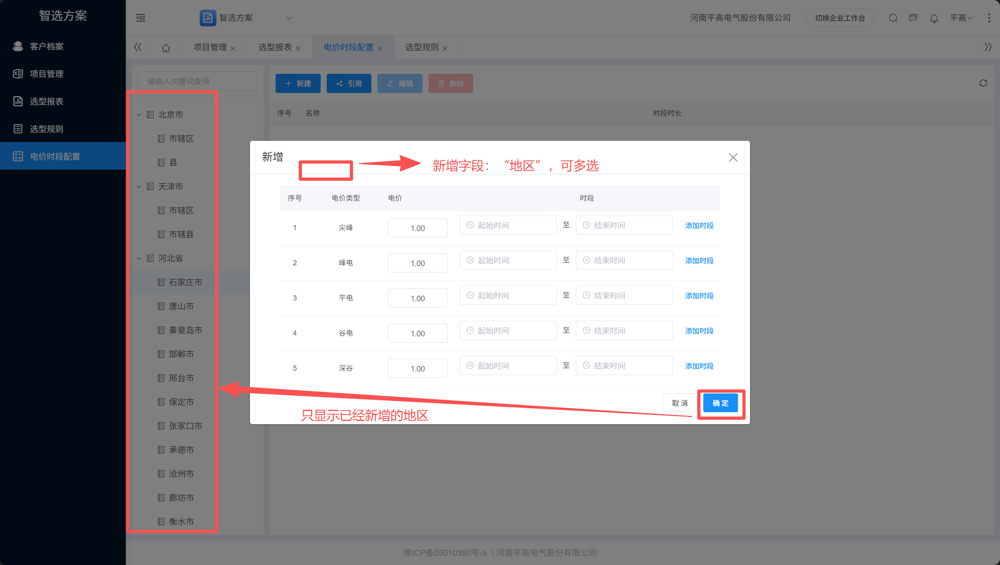 智选方案
客户档案
项目管理
选型报表
选型规则
电价时段配置
智选方案
河南平高电气股份有限公司
切换企业工作台
平高
项目管理
选型报表
电价时段配置
选型规则
请输入关键词查询
北京市
市辖区
县
天津市
市辖区
市辖县
河北省
石家庄市
唐山市
秦皇岛市
邯郸市
邢台市
保定市
张家口市
承德市
沧州市
廊坊市
衡水市
新建
引用
编辑
删除
序号 名称 时段时长
新增
新增字段：“地区”，可多选
序号 电价类型 电价 时段
1 尖峰 1.00 起始时间 至 结束时间 添加时段
2 峰电 1.00 起始时间 至 结束时间 添加时段
3 平电 1.00 起始时间 至 结束时间 添加时段
4 谷电 1.00 起始时间 至 结束时间 添加时段
5 深谷 1.00 起始时间 至 结束时间 添加时段
取消
确定
只显示已经新增的地区
豫ICP备05010380号-5 | 河南平高电气股份有限公司